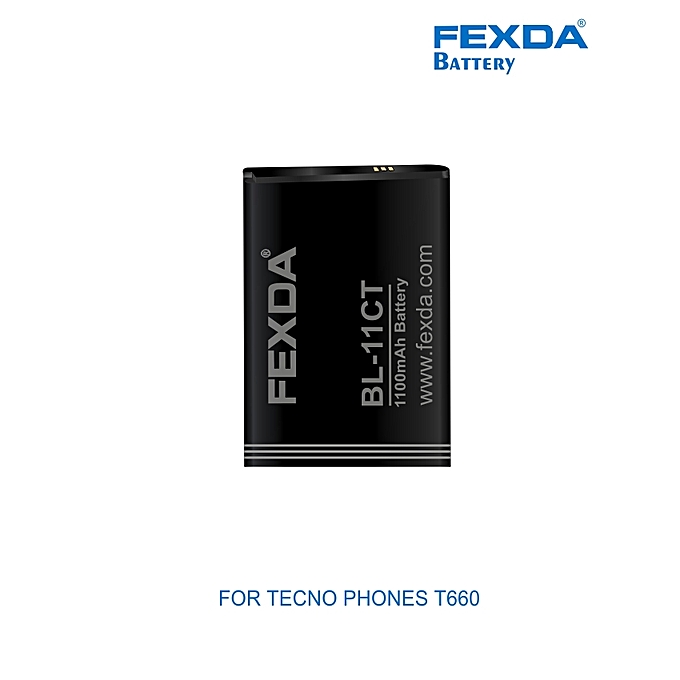 FEXDA®
BATTERY
FEXDA®
BL-11CT
1100mAh Battery
www.fexda.com
FOR TECNO PHONES T660